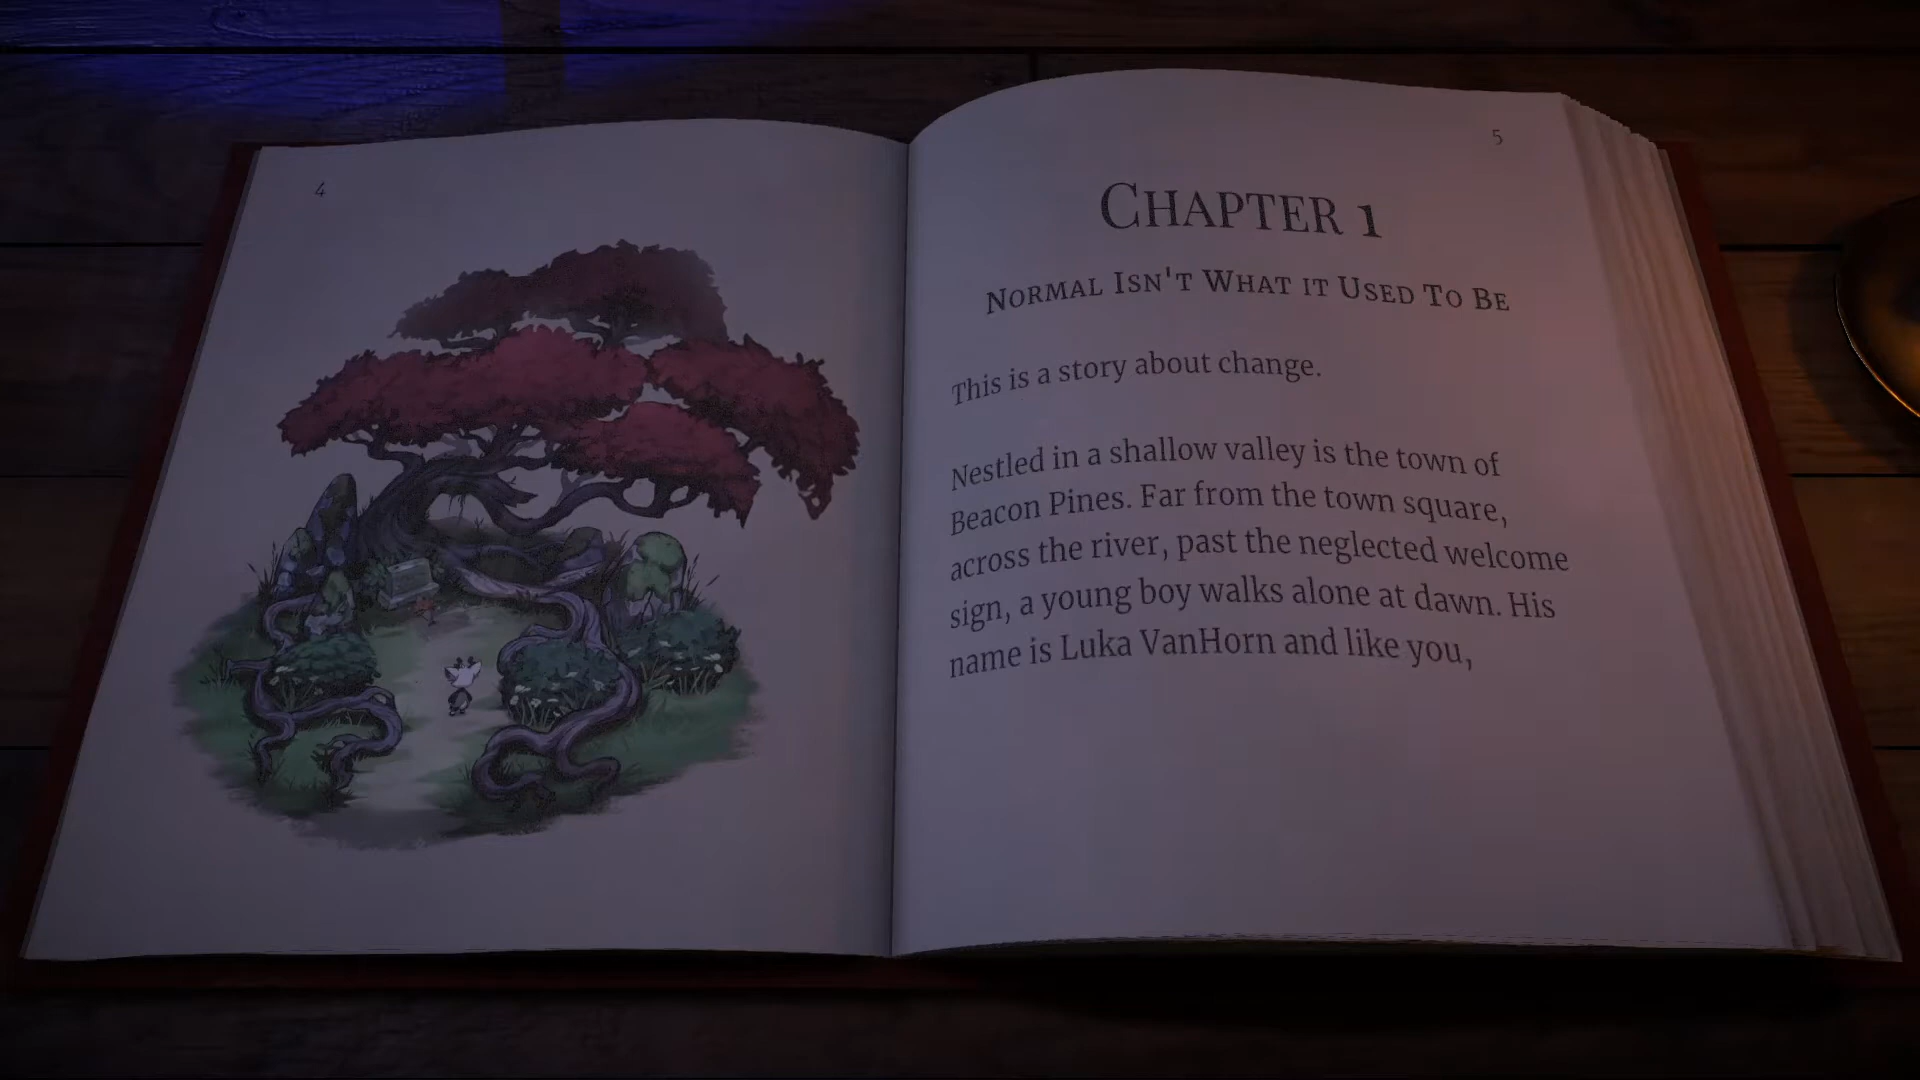 4
5
Chapter 1
Normal Isn't What it Used To Be
This is a story about change.
Nestled in a shallow valley is the town of
Beacon Pines. Far from the town square,
across the river, past the neglected welcome
sign, a young boy walks alone at dawn. His
name is Luka VanHorn and like you,